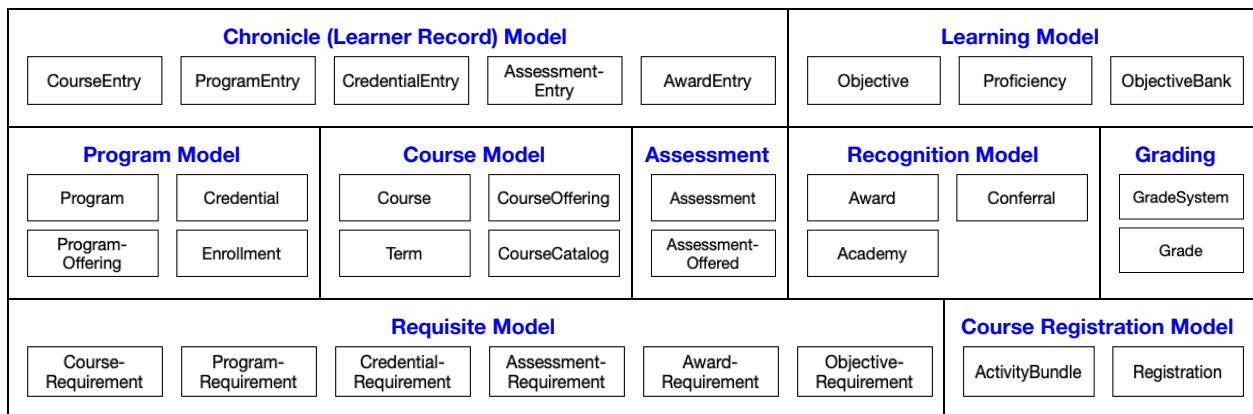 Chronicle (Learner Record) Model
CourseEntry
ProgramEntry
CredentialEntry
Assessment-
Entry
AwardEntry
Learning Model
Objective
Proficiency
ObjectiveBank
Program Model
Program
Credential
Program-
Offering
Enrollment
Course Model
Course
CourseOffering
Term
CourseCatalog
Assessment
Assessment
Assessment-
Offered
Recognition Model
Award
Conferral
Academy
Grading
GradeSystem
Grade
Requisite Model
Course-
Requirement
Program-
Requirement
Credential-
Requirement
Assessment-
Requirement
Award-
Requirement
Objective-
Requirement
Course Registration Model
ActivityBundle
Registration